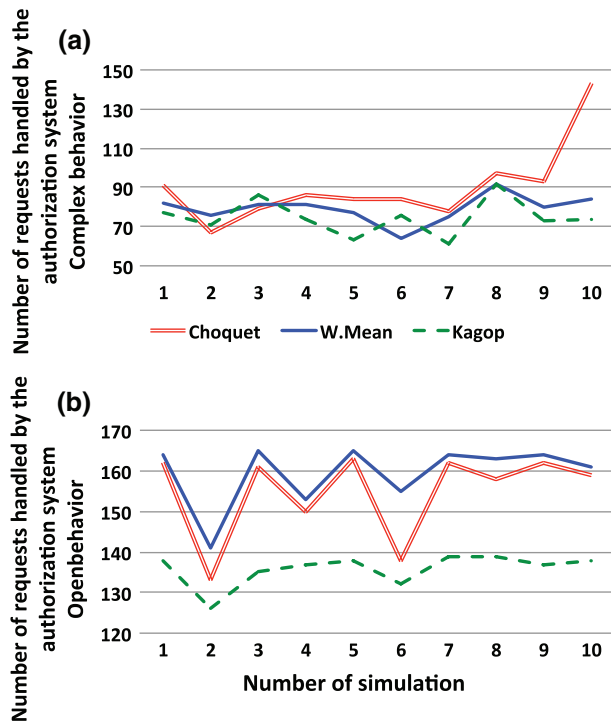 (a)
Number of requests handled by the
authorization system
Complex behavior
150
130
110
90
70
50
1 2 3 4 5 6 7 8 9 10
Choquet W.Mean Kagop
(b)
Number of requests handled by the
authorization system
Openbehavior
170
160
150
140
130
120
1 2 3 4 5 6 7 8 9 10
Number of simulation